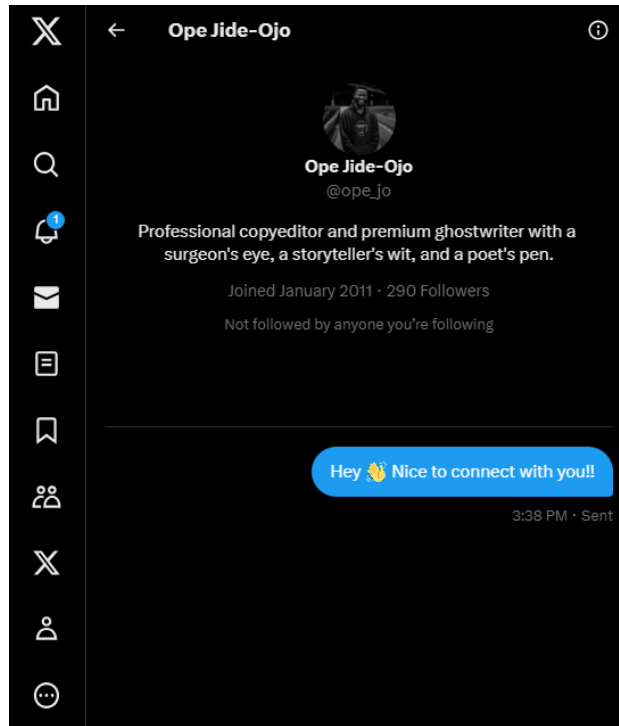 Ope Jide-Ojo
Ope Jide-Ojo
@ope_jo
Professional copyeditor and premium ghostwriter with a
surgeon's eye, a storyteller's wit, and a poet's pen.
Joined January 2011 · 290 Followers
Not followed by anyone you’re following
1
Hey 👋 Nice to connect with you!!
3:38 PM · Sent